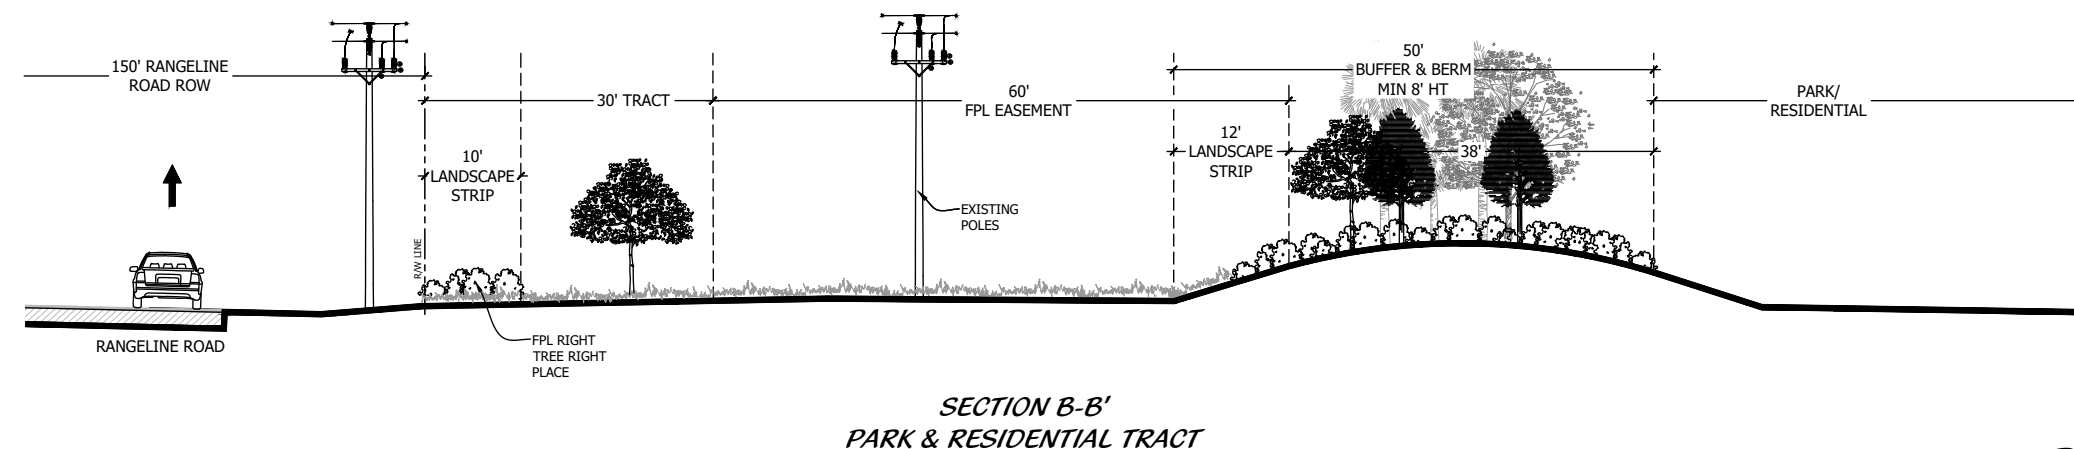 150' RANGELINE
ROAD ROW
30' TRACT
60'
FPL EASEMENT
50'
BUFFER & BERM
MIN 8' HT
PARK/
RESIDENTIAL
10'
LANDSCAPE
STRIP
12'
LANDSCAPE
STRIP
38'
EXISTING
POLES
R/W LINE
RANGELINE ROAD
FPL RIGHT
TREE RIGHT
PLACE
SECTION B-B'
PARK & RESIDENTIAL TRACT